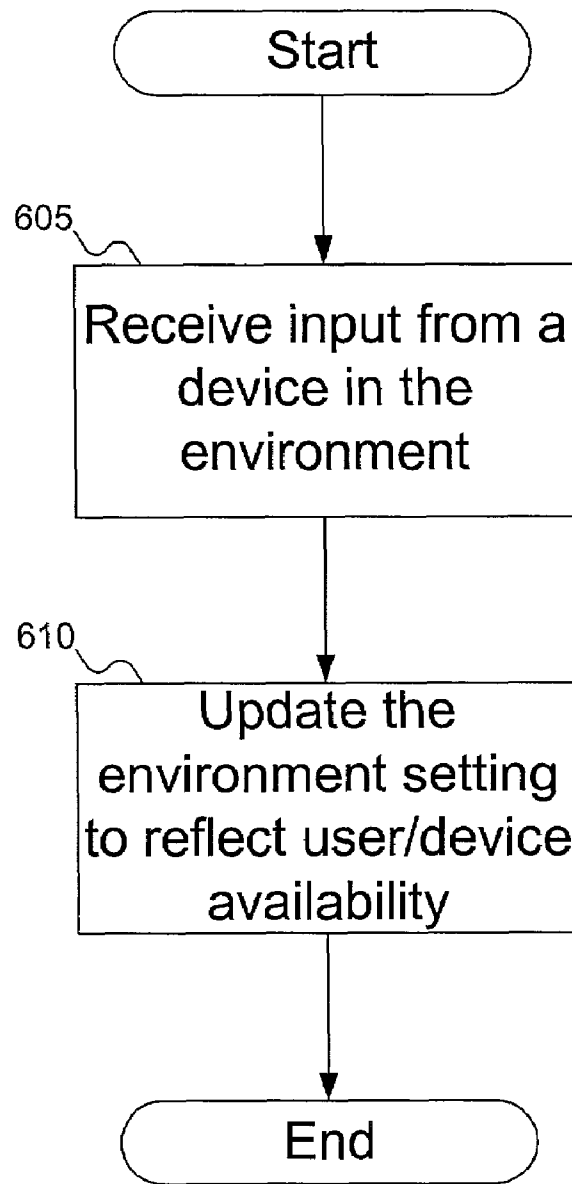 Start
605
Receive input from a
device in the
environment
610
Update the
environment setting
to reflect user/device
availability
End